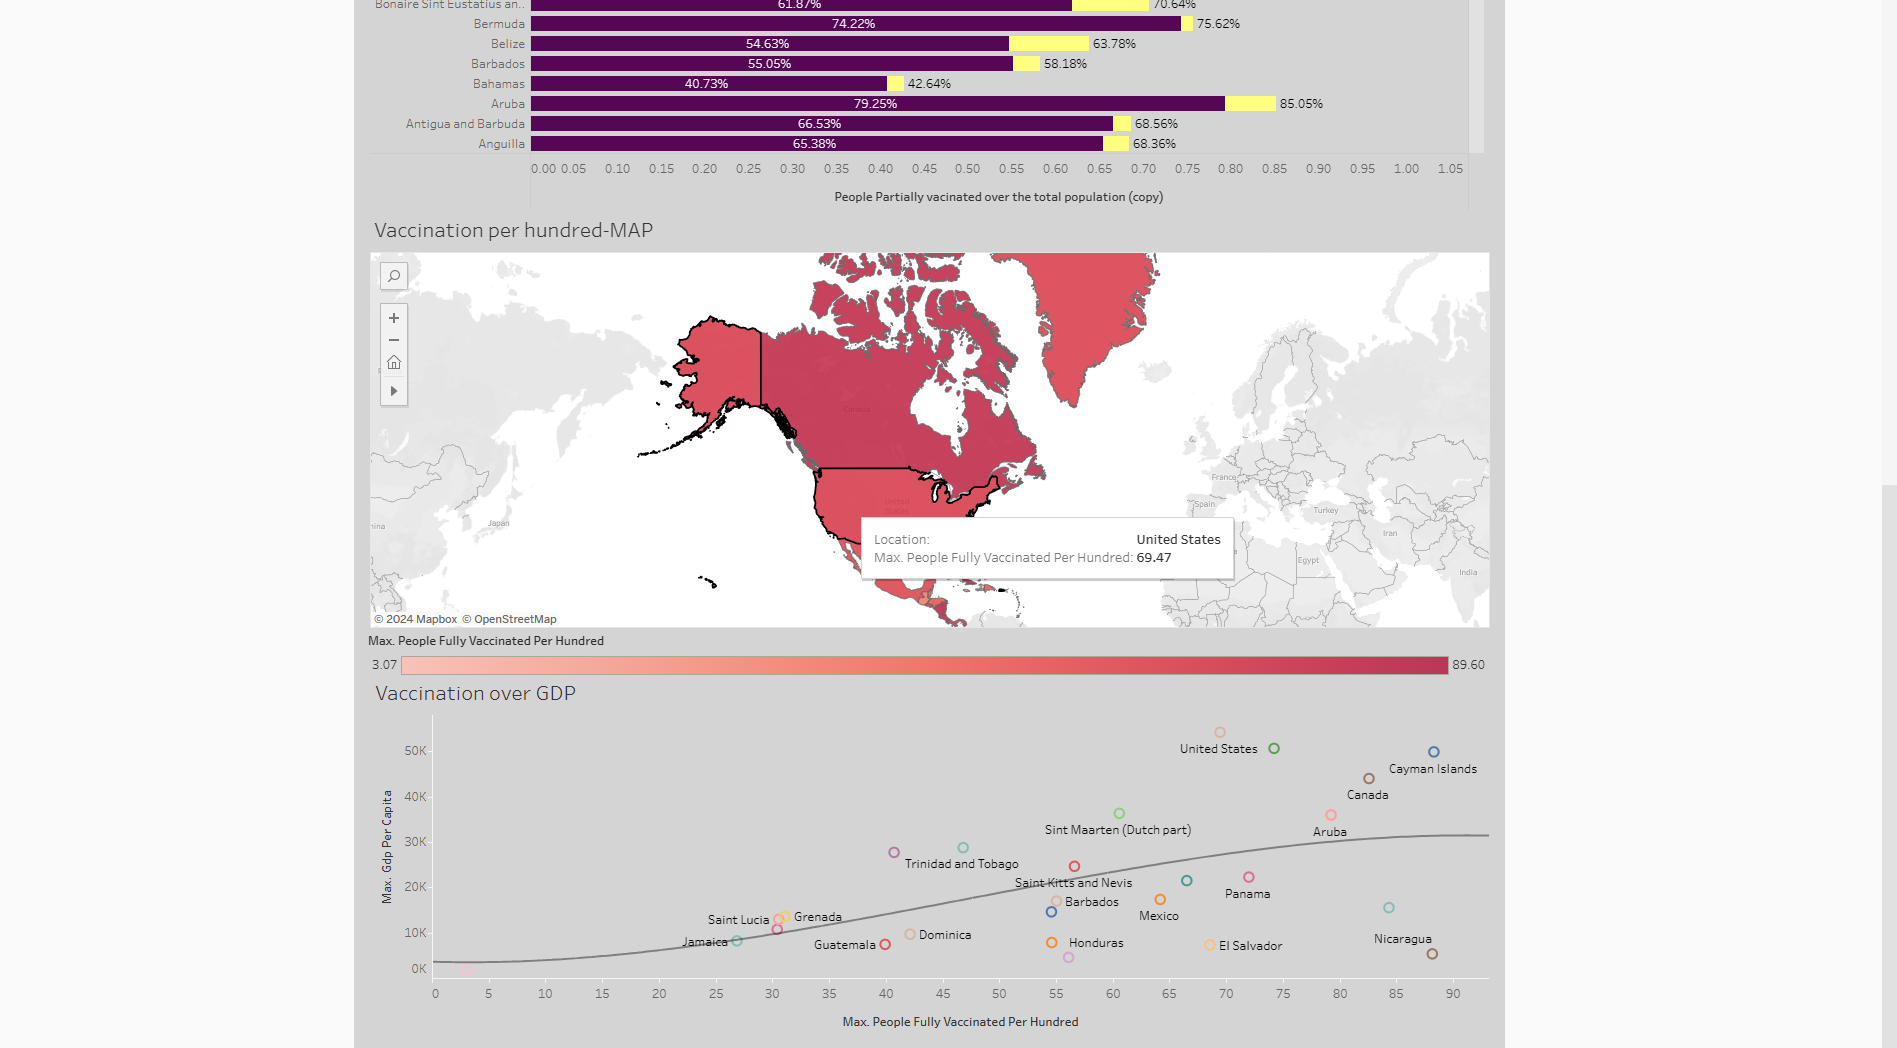 Bonaire Sint Eustatius an.. 61.87% 70.64%
Bermuda 74.22% 75.62%
Belize 54.63% 63.78%
Barbados 55.05% 58.18%
Bahamas 40.73% 42.64%
Aruba 79.25% 85.05%
Antigua and Barbuda 66.53% 68.56%
Anguilla 65.38% 68.36%
0.00 0.05 0.10 0.15 0.20 0.25 0.30 0.35 0.40 0.45 0.50 0.55 0.60 0.65 0.70 0.75 0.80 0.85 0.90 0.95 1.00 1.05
People Partially vacinated over the total population (copy)
Vaccination per hundred-MAP
Canada
United States
France
Spain
Turkey
Japan
Iran
Egypt
India
Location: United States
Max. People Fully Vaccinated Per Hundred: 69.47
© 2024 Mapbox © OpenStreetMap
Max. People Fully Vaccinated Per Hundred
3.07 89.60
Vaccination over GDP
Max. Gdp Per Capita
50K
40K
30K
20K
10K
0K
United States
Cayman Islands
Canada
Sint Maarten (Dutch part)
Aruba
Trinidad and Tobago
Saint Kitts and Nevis
Panama
Barbados
Mexico
Saint Lucia
Grenada
Jamaica
Guatemala
Dominica
Honduras
El Salvador
Nicaragua
0 5 10 15 20 25 30 35 40 45 50 55 60 65 70 75 80 85 90
Max. People Fully Vaccinated Per Hundred